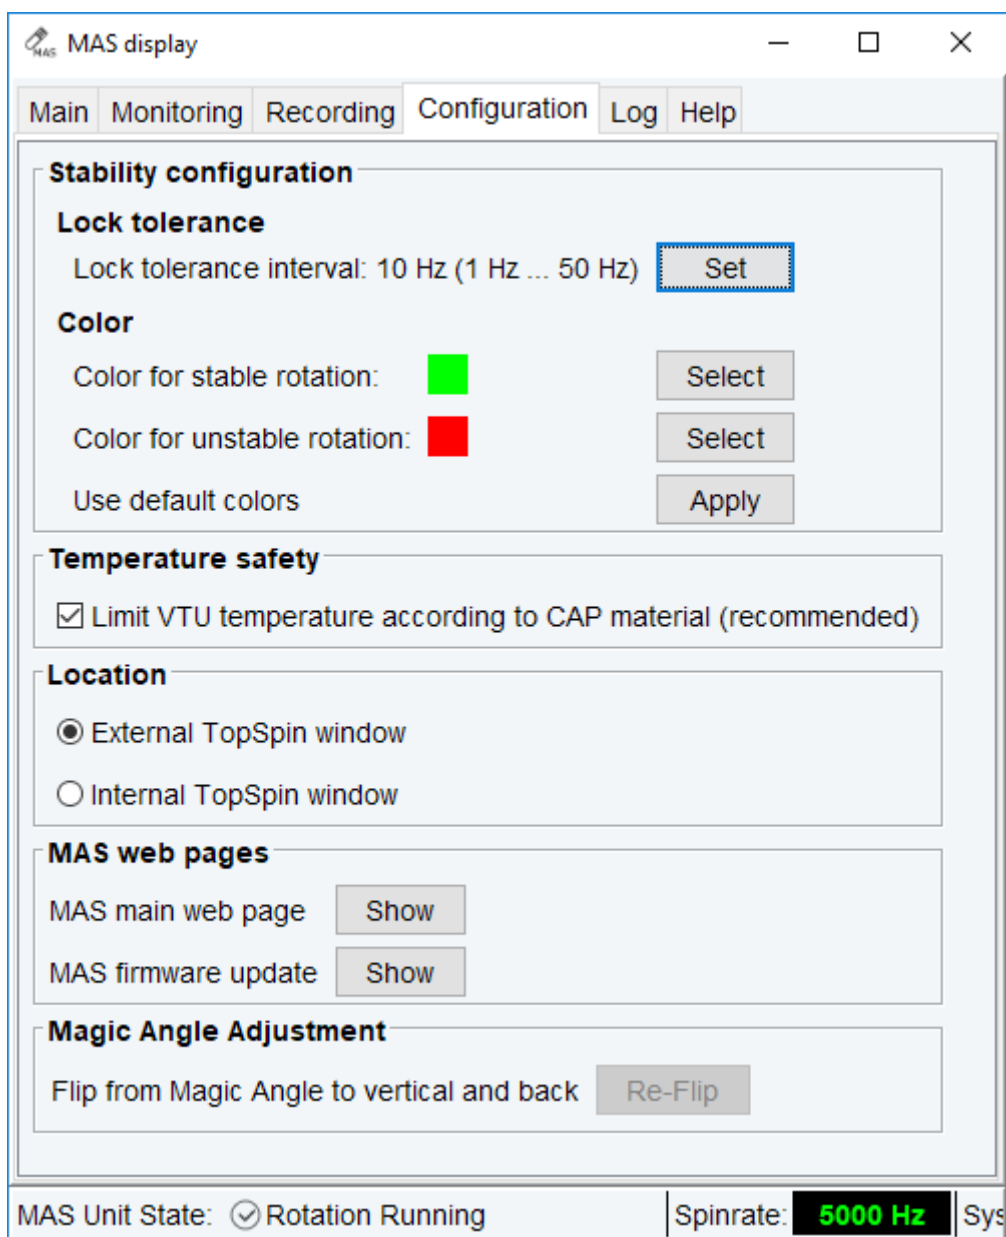 MAS MAS display
Main Monitoring Recording Configuration Log Help
Stability configuration
Lock tolerance
Lock tolerance interval: 10 Hz (1 Hz ... 50 Hz) Set
Color
Color for stable rotation: Select
Color for unstable rotation: Select
Use default colors Apply
Temperature safety
Limit VTU temperature according to CAP material (recommended)
Location
External TopSpin window
Internal TopSpin window
MAS web pages
MAS main web page Show
MAS firmware update Show
Magic Angle Adjustment
Flip from Magic Angle to vertical and back Re-Flip
MAS Unit State: Rotation Running Spinrate: 5000 Hz Sys